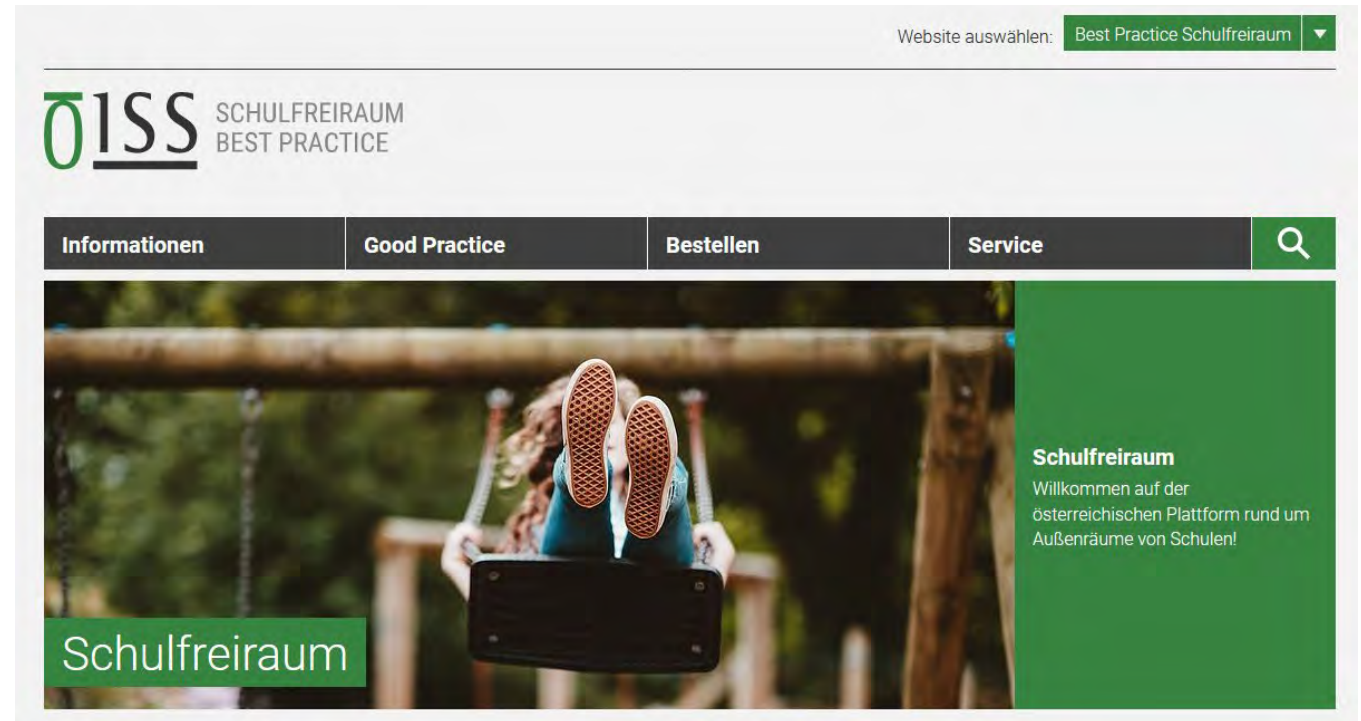 Website auswählen: Best Practice Schulfreiraum
ÖISS SCHULFREIRAUM
BEST PRACTICE
Informationen Good Practice Bestellen Service
Schulfreiraum
Willkommen auf der
österreichischen Plattform rund um
Außenräume von Schulen!
Schulfreiraum